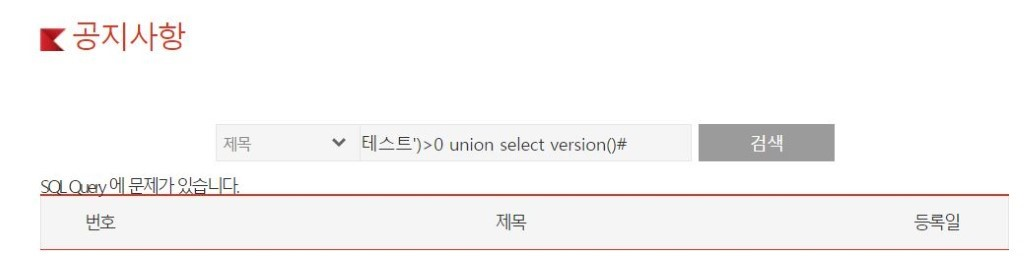 공지사항
제목 테스트')>0 union select version()# 검색
SQL Query 에 문제가 있습니다.
번호 제목 등록일